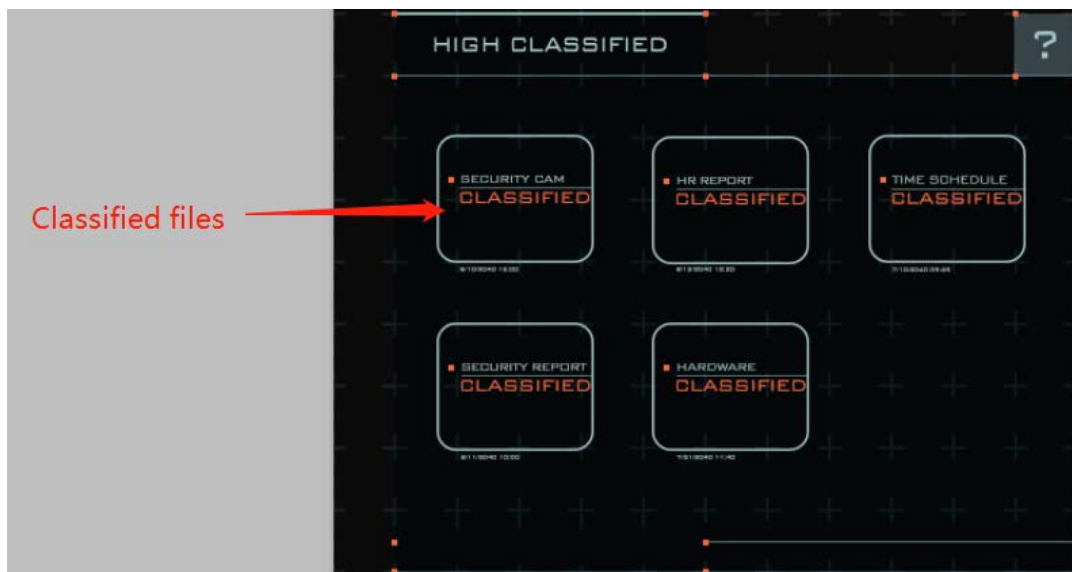 HIGH CLASSIFIED
?
SECURITY CAM
CLASSIFIED
HR REPORT
CLASSIFIED
TIME SCHEDULE
CLASSIFIED
Classified files
SECURITY REPORT
CLASSIFIED
HARDWARE
CLASSIFIED